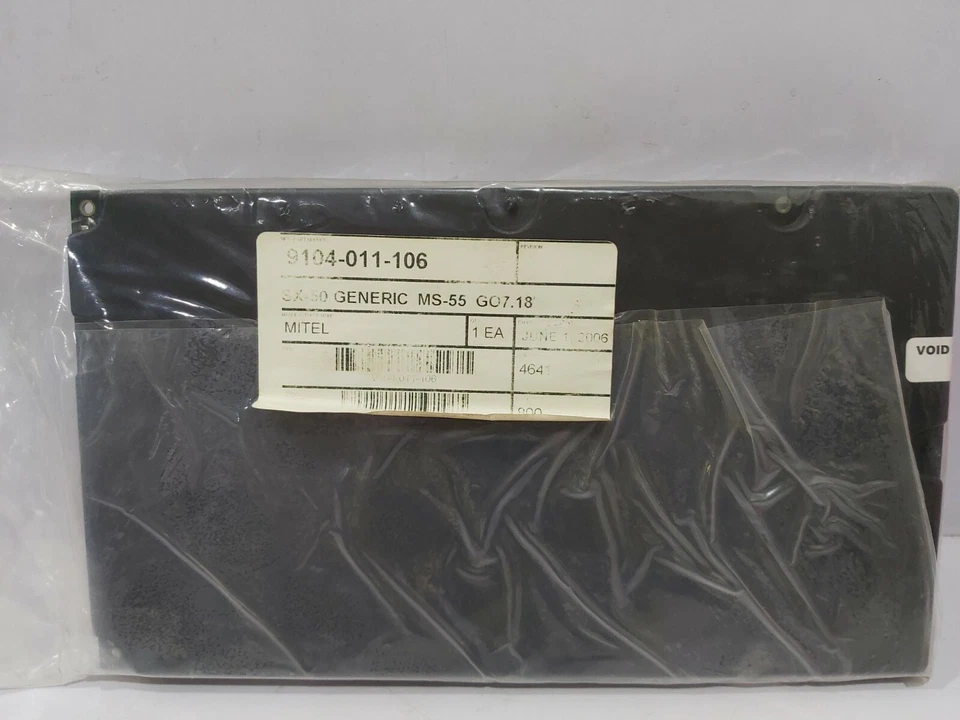 9104-011-106
SX-50 GENERIC MS-55 GO7.18
MITEL
1 EA
JUNE 1, 2006
4641
VOID